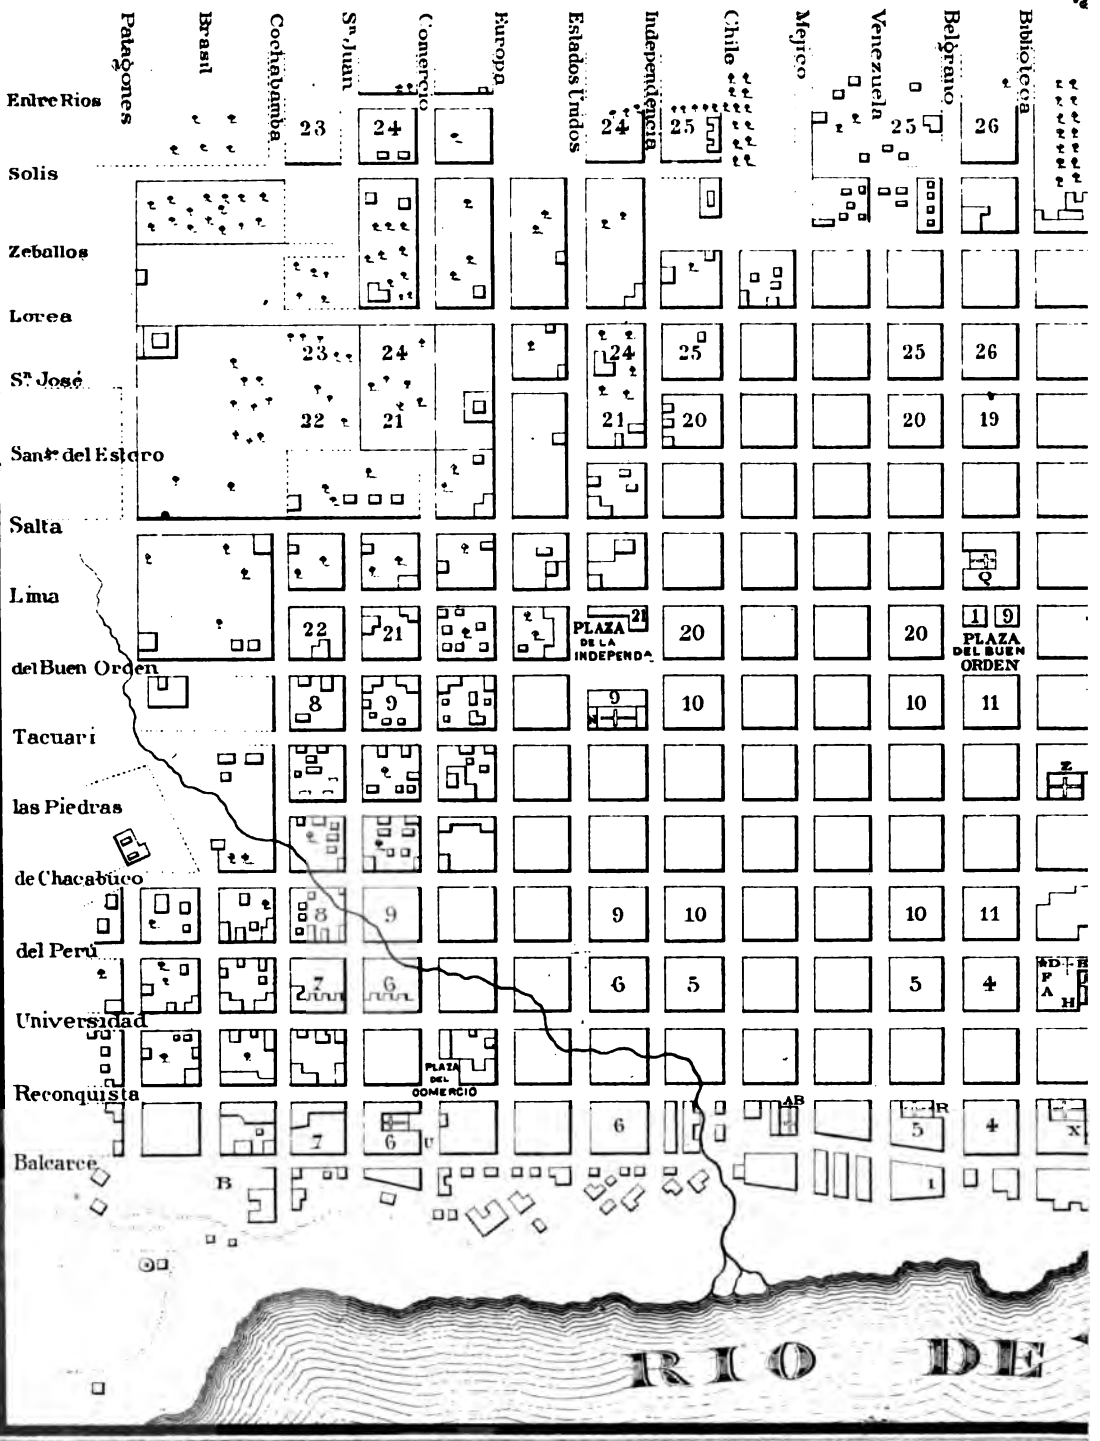 Patagones
Brasil
Cochabamba
Sn Juan
Comercio
Europa
Estados Unidos
Independencia
Chile
Mejico
Venezuela
Belgrano
Biblioteca
Entre Rios
23 24 24 25 25 26
Solis
Zeballos
Lorea
23 24 24 25 25 26
Sn José
22 21 21 20 20 19
Santo del Estero
Salta
Q
Lima
22 21 21 20 20 1 9
PLAZA
DE LA
INDEPENDA
PLAZA
DEL BUEN
ORDEN
del Buen Orden
8 9 9 10 10 11
N
Tacuari
Z
las Piedras
de Chacabuco
8 9 9 10 10 11
del Perú
7 6 6 5 5 4
D
F
A
H
Universidad
PLAZA
DEL
COMERCIO
Reconquista
AB R
7 6 U 6 5 4 X
Balcarce
B I
RIO DE